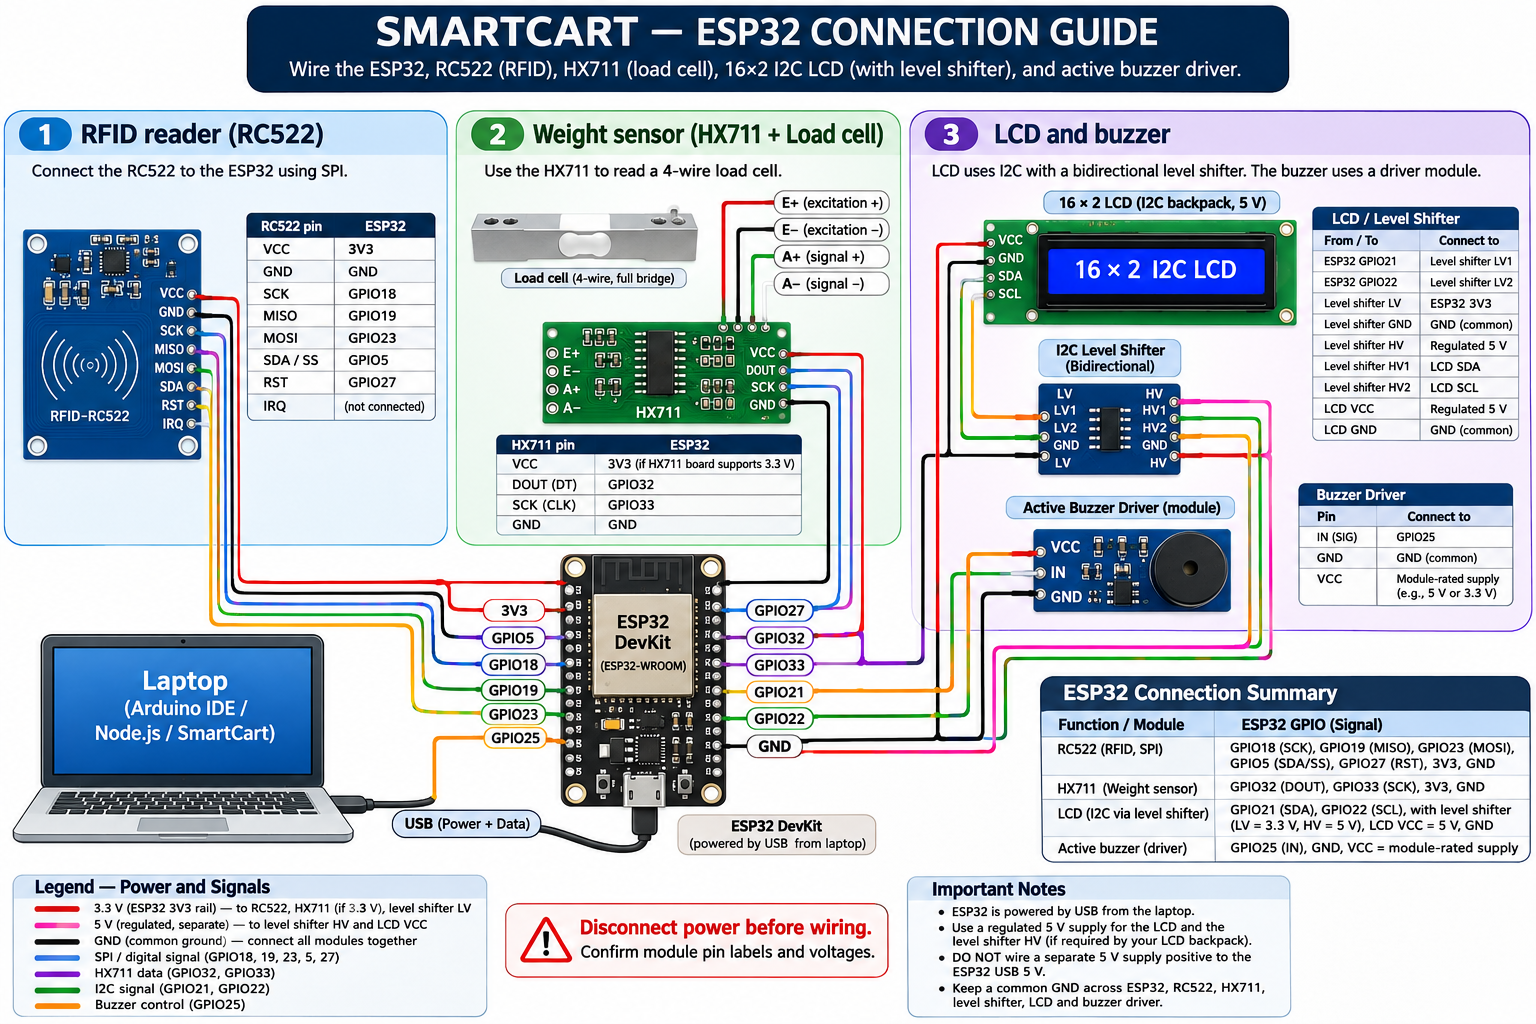 SMARTCART — ESP32 CONNECTION GUIDE
Wire the ESP32, RC522 (RFID), HX711 (load cell), 16×2 I2C LCD (with level shifter), and active buzzer driver.
1 RFID reader (RC522)
Connect the RC522 to the ESP32 using SPI.
RC522 pin ESP32
VCC 3V3
GND GND
SCK GPIO18
MISO GPIO19
MOSI GPIO23
SDA / SS GPIO5
RST GPIO27
IRQ (not connected)
VCC
GND
SCK
MISO
MOSI
SDA
RST
IRQ
RFID-RC522
2 Weight sensor (HX711 + Load cell)
Use the HX711 to read a 4-wire load cell.
E+ (excitation +)
E− (excitation −)
A+ (signal +)
A− (signal −)
Load cell (4-wire, full bridge)
E+
E−
A+
A−
HX711
VCC
DOUT
SCK
GND
HX711 pin ESP32
VCC 3V3 (if HX711 board supports 3.3 V)
DOUT (DT) GPIO32
SCK (CLK) GPIO33
GND GND
3 LCD and buzzer
LCD uses I2C with a bidirectional level shifter. The buzzer uses a driver module.
16 × 2 LCD (I2C backpack, 5 V)
VCC
GND
SDA
SCL
16 × 2 I2C LCD
I2C Level Shifter
(Bidirectional)
LV
LV1
LV2
GND
LV
HV
HV1
HV2
GND
HV
LCD / Level Shifter
From / To Connect to
ESP32 GPIO21 Level shifter LV1
ESP32 GPIO22 Level shifter LV2
Level shifter LV ESP32 3V3
Level shifter GND GND (common)
Level shifter HV Regulated 5 V
Level shifter HV1 LCD SDA
Level shifter HV2 LCD SCL
LCD VCC Regulated 5 V
LCD GND GND (common)
Active Buzzer Driver (module)
VCC
IN
GND
Buzzer Driver
Pin Connect to
IN (SIG) GPIO25
GND GND (common)
VCC Module-rated supply
(e.g., 5 V or 3.3 V)
3V3
GPIO5
GPIO18
GPIO19
GPIO23
GPIO25
ESP32
DevKit
(ESP32-WROOM)
GPIO27
GPIO32
GPIO33
GPIO21
GPIO22
GND
Laptop
(Arduino IDE /
Node.js / SmartCart)
USB (Power + Data)
ESP32 DevKit
(powered by USB from laptop)
ESP32 Connection Summary
Function / Module ESP32 GPIO (Signal)
RC522 (RFID, SPI) GPIO18 (SCK), GPIO19 (MISO), GPIO23 (MOSI),
GPIO5 (SDA/SS), GPIO27 (RST), 3V3, GND
HX711 (Weight sensor) GPIO32 (DOUT), GPIO33 (SCK), 3V3, GND
LCD (I2C via level shifter) GPIO21 (SDA), GPIO22 (SCL), with level shifter
(LV = 3.3 V, HV = 5 V), LCD VCC = 5 V, GND
Active buzzer (driver) GPIO25 (IN), GND, VCC = module-rated supply
Legend — Power and Signals
3.3 V (ESP32 3V3 rail) — to RC522, HX711 (if 3.3 V), level shifter LV
5 V (regulated, separate) — to level shifter HV and LCD VCC
GND (common ground) — connect all modules together
SPI / digital signal (GPIO18, 19, 23, 5, 27)
HX711 data (GPIO32, GPIO33)
I2C signal (GPIO21, GPIO22)
Buzzer control (GPIO25)
Disconnect power before wiring.
Confirm module pin labels and voltages.
Important Notes
• ESP32 is powered by USB from the laptop.
• Use a regulated 5 V supply for the LCD and the
level shifter HV (if required by your LCD backpack).
• DO NOT wire a separate 5 V supply positive to the
ESP32 USB 5 V.
• Keep a common GND across ESP32, RC522, HX711,
level shifter, LCD and buzzer driver.